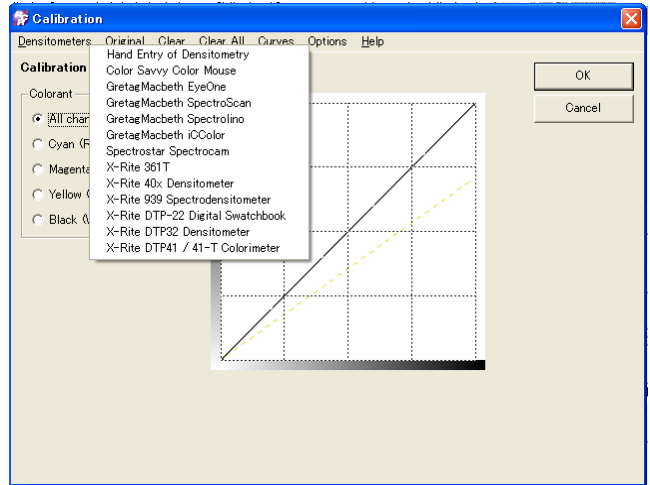 Calibration
Densitometers Original Clear Clear All Curves Options Help
Hand Entry of Densitometry
Color Savvy Color Mouse
GretagMacbeth EyeOne
GretagMacbeth SpectroScan
GretagMacbeth Spectrolino
GretagMacbeth iCColor
Spectrostar Spectrocam
X-Rite 361T
X-Rite 40x Densitometer
X-Rite 939 Spectrodensitometer
X-Rite DTP-22 Digital Swatchbook
X-Rite DTP32 Densitometer
X-Rite DTP41 / 41-T Colorimeter
Calibration
Colorant
All char
Cyan (R
Magenta
Yellow (
Black (\
OK
Cancel